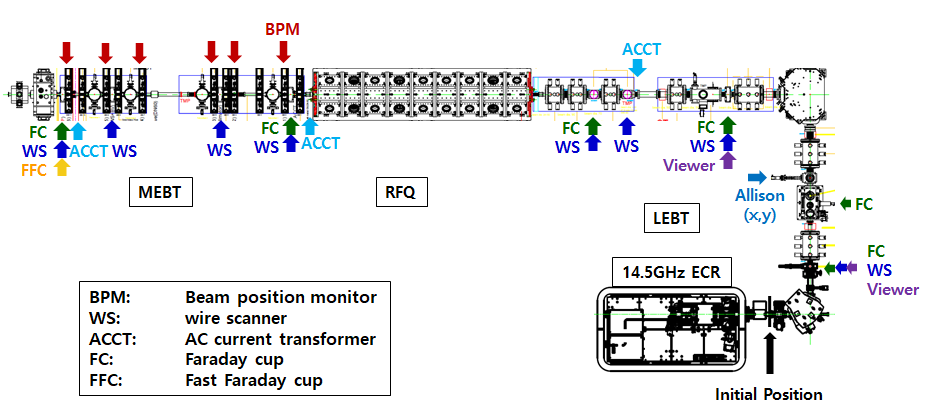 BPM
ACCT
FC
WS
FFC
ACCT
WS
WS
FC
WS
ACCT
FC
WS
WS
FC
WS
Viewer
MEBT
RFQ
LEBT
Allison
(x,y)
FC
FC
WS
Viewer
14.5GHz ECR
BPM: Beam position monitor
WS: wire scanner
ACCT: AC current transformer
FC: Faraday cup
FFC: Fast Faraday cup
Initial Position